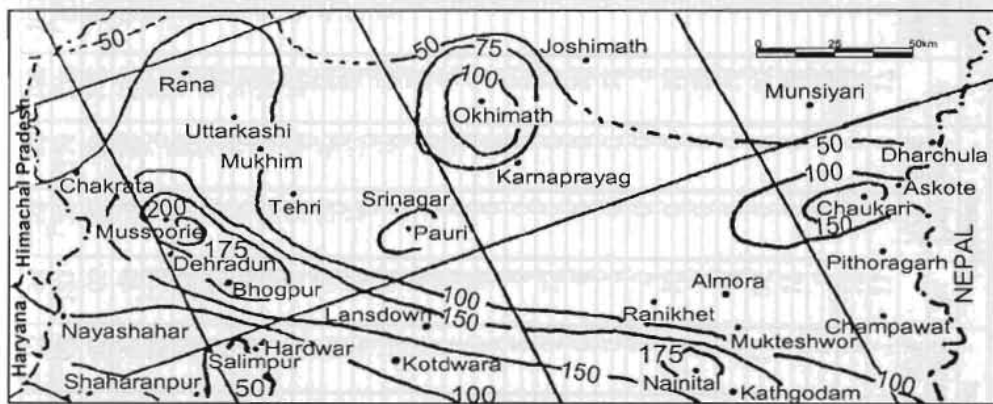 50
50
75
Joshimath
0
25
50km
Rana
100
Okhimath
Munsiyari
Uttarkashi
Mukhim
50
Dharchula
Himachal Pradesh
Chakrata
Karnaprayag
100
Askote
Tehri
Srinagar
Chaukari
200
Mussoorie
Pauri
150
175
Dehradun
Pithoragarh
NEPAL
Bhogpur
Almora
100
Ranikhet
Haryana
Nayashahar
Lansdown
150
Mukteshwor
Champawat
Hardwar
Salimpur
Kotdwara
175
Shaharanpur
50
100
150
Nainital
Kathgodam
100